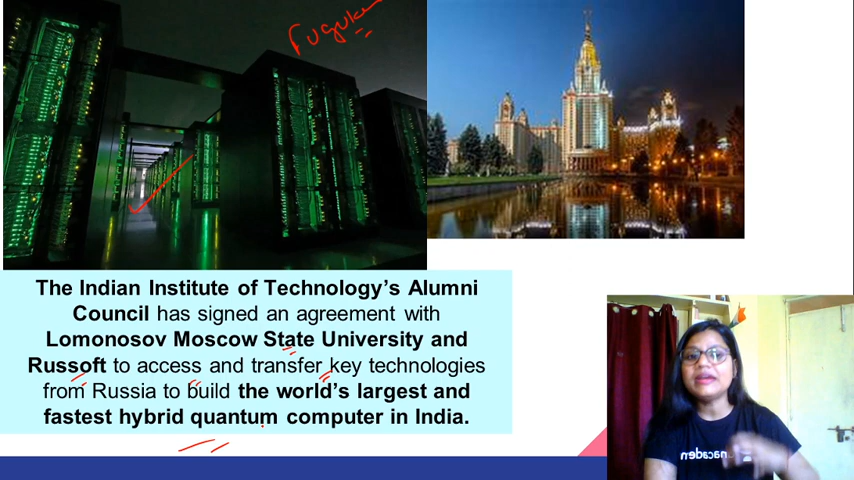 Fugaku
The Indian Institute of Technology's Alumni
Council has signed an agreement with
Lomonosov Moscow State University and
Russoft to access and transfer key technologies
from Russia to build the world's largest and
fastest hybrid quantum computer in India.